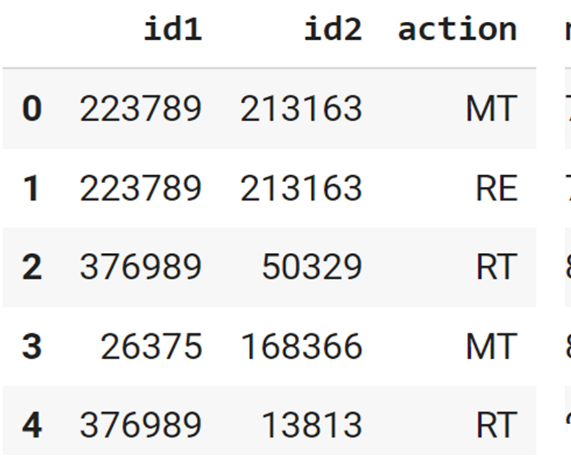 id1 id2 action
0 223789 213163 MT
1 223789 213163 RE
2 376989 50329 RT
3 26375 168366 MT
4 376989 13813 RT